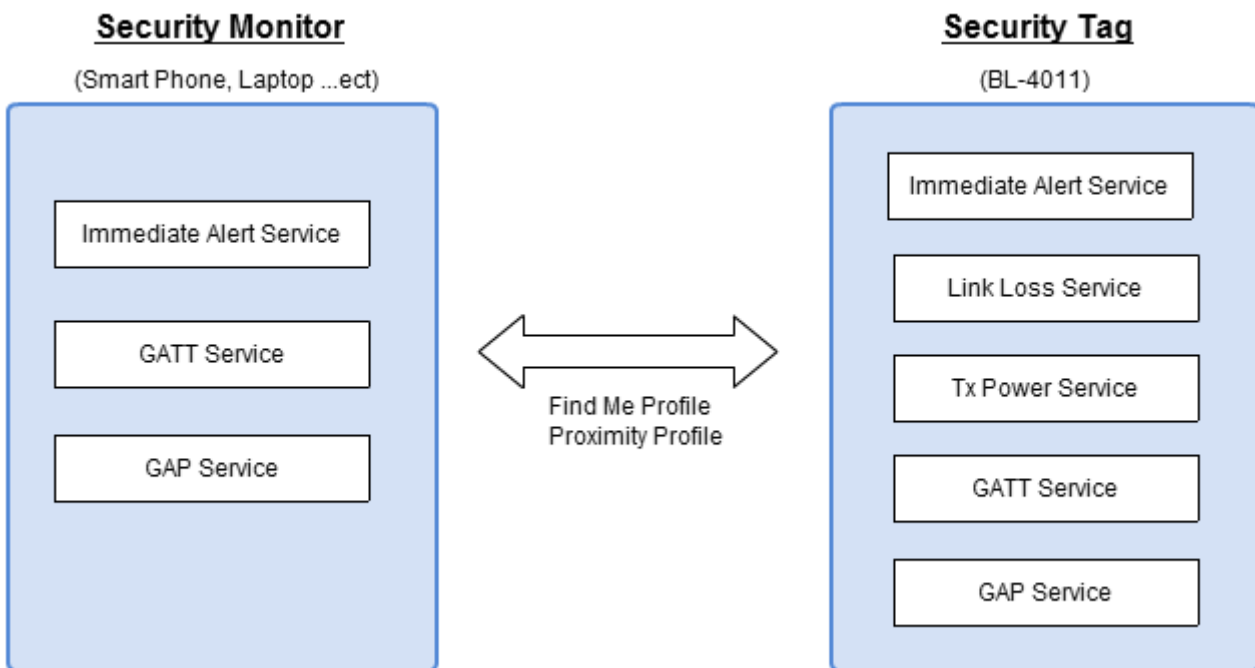 Security Monitor
(Smart Phone, Laptop ...ect)
Immediate Alert Service
GATT Service
GAP Service
Find Me Profile
Proximity Profile
Security Tag
(BL-4011)
Immediate Alert Service
Link Loss Service
Tx Power Service
GATT Service
GAP Service